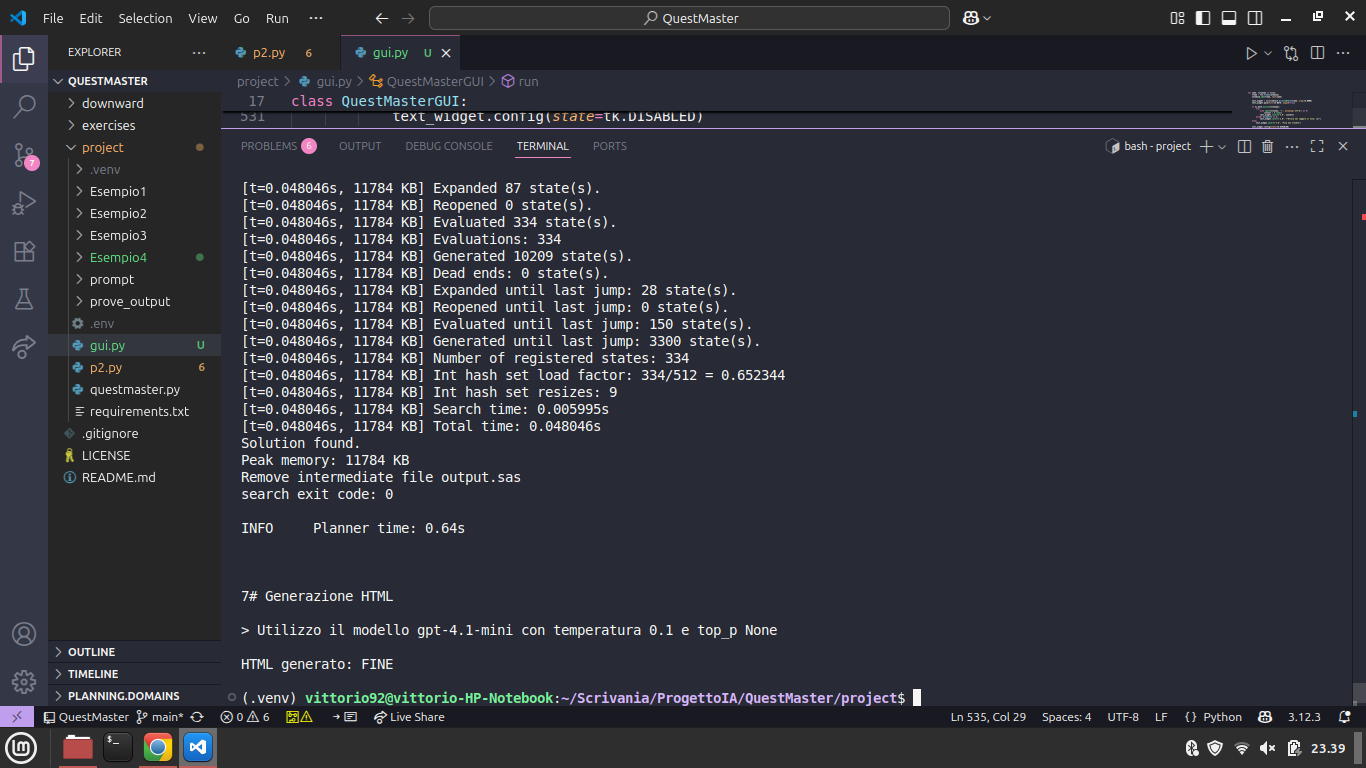 File Edit Selection View Go Run ··· QuestMaster
EXPLORER ···
p2.py 6 gui.py U
QUESTMASTER
downward
exercises
project
.venv
Esempio1
Esempio2
Esempio3
Esempio4
prompt
prove_output
.env
gui.py U
p2.py 6
questmaster.py
requirements.txt
.gitignore
LICENSE
README.md
OUTLINE
TIMELINE
PLANNING.DOMAINS
7
project > gui.py > QuestMasterGUI > run
17 class QuestMasterGUI:
531 text_widget.config(state=tk.DISABLED)
PROBLEMS 6 OUTPUT DEBUG CONSOLE TERMINAL PORTS bash - project
[t=0.048046s, 11784 KB] Expanded 87 state(s).
[t=0.048046s, 11784 KB] Reopened 0 state(s).
[t=0.048046s, 11784 KB] Evaluated 334 state(s).
[t=0.048046s, 11784 KB] Evaluations: 334
[t=0.048046s, 11784 KB] Generated 10209 state(s).
[t=0.048046s, 11784 KB] Dead ends: 0 state(s).
[t=0.048046s, 11784 KB] Expanded until last jump: 28 state(s).
[t=0.048046s, 11784 KB] Reopened until last jump: 0 state(s).
[t=0.048046s, 11784 KB] Evaluated until last jump: 150 state(s).
[t=0.048046s, 11784 KB] Generated until last jump: 3300 state(s).
[t=0.048046s, 11784 KB] Number of registered states: 334
[t=0.048046s, 11784 KB] Int hash set load factor: 334/512 = 0.652344
[t=0.048046s, 11784 KB] Int hash set resizes: 9
[t=0.048046s, 11784 KB] Search time: 0.005995s
[t=0.048046s, 11784 KB] Total time: 0.048046s
Solution found.
Peak memory: 11784 KB
Remove intermediate file output.sas
search exit code: 0
INFO     Planner time: 0.64s
7# Generazione HTML
> Utilizzo il modello gpt-4.1-mini con temperatura 0.1 e top_p None
HTML generato: FINE
(.venv) vittorio92@vittorio-HP-Notebook:~/Scrivania/ProgettoIA/QuestMaster/project$
QuestMaster main* 0 6 Live Share Ln 535, Col 29 Spaces: 4 UTF-8 LF {} Python 3.12.3
23.39